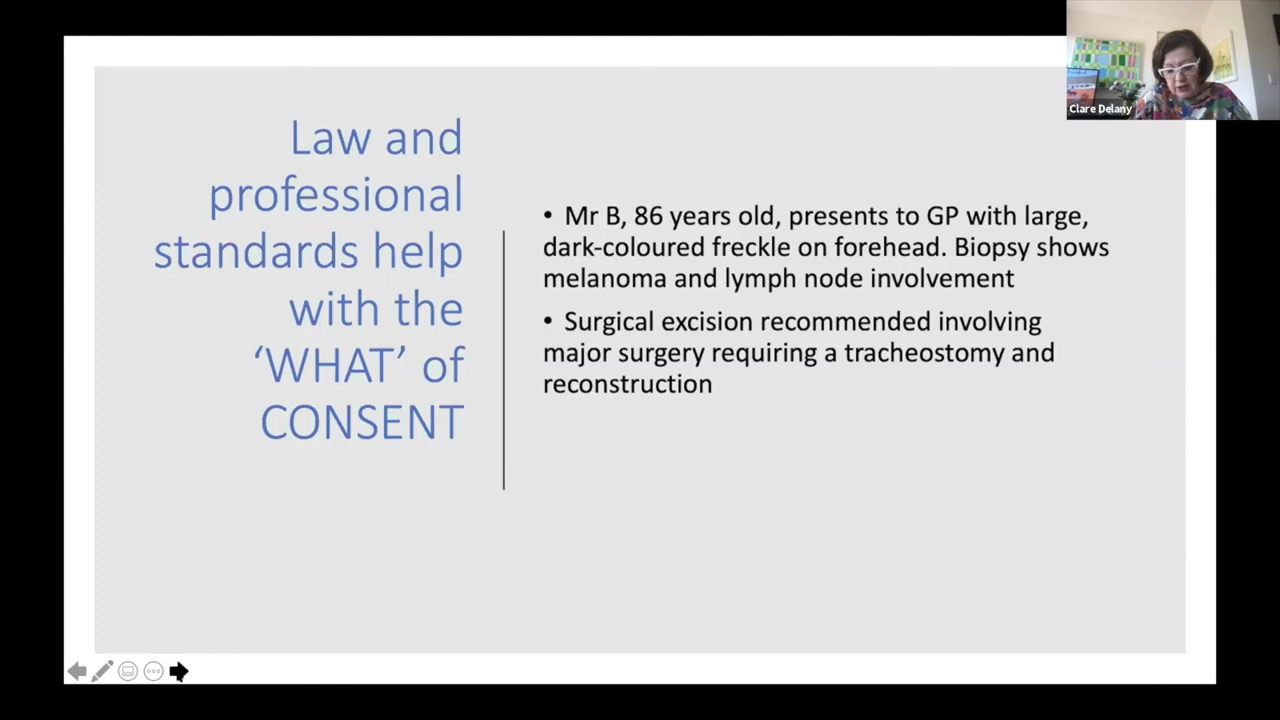 Law and
professional
standards help
with the
‘WHAT’ of
CONSENT
• Mr B, 86 years old, presents to GP with large,
dark-coloured freckle on forehead. Biopsy shows
melanoma and lymph node involvement
• Surgical excision recommended involving
major surgery requiring a tracheostomy and
reconstruction
Clare Delany